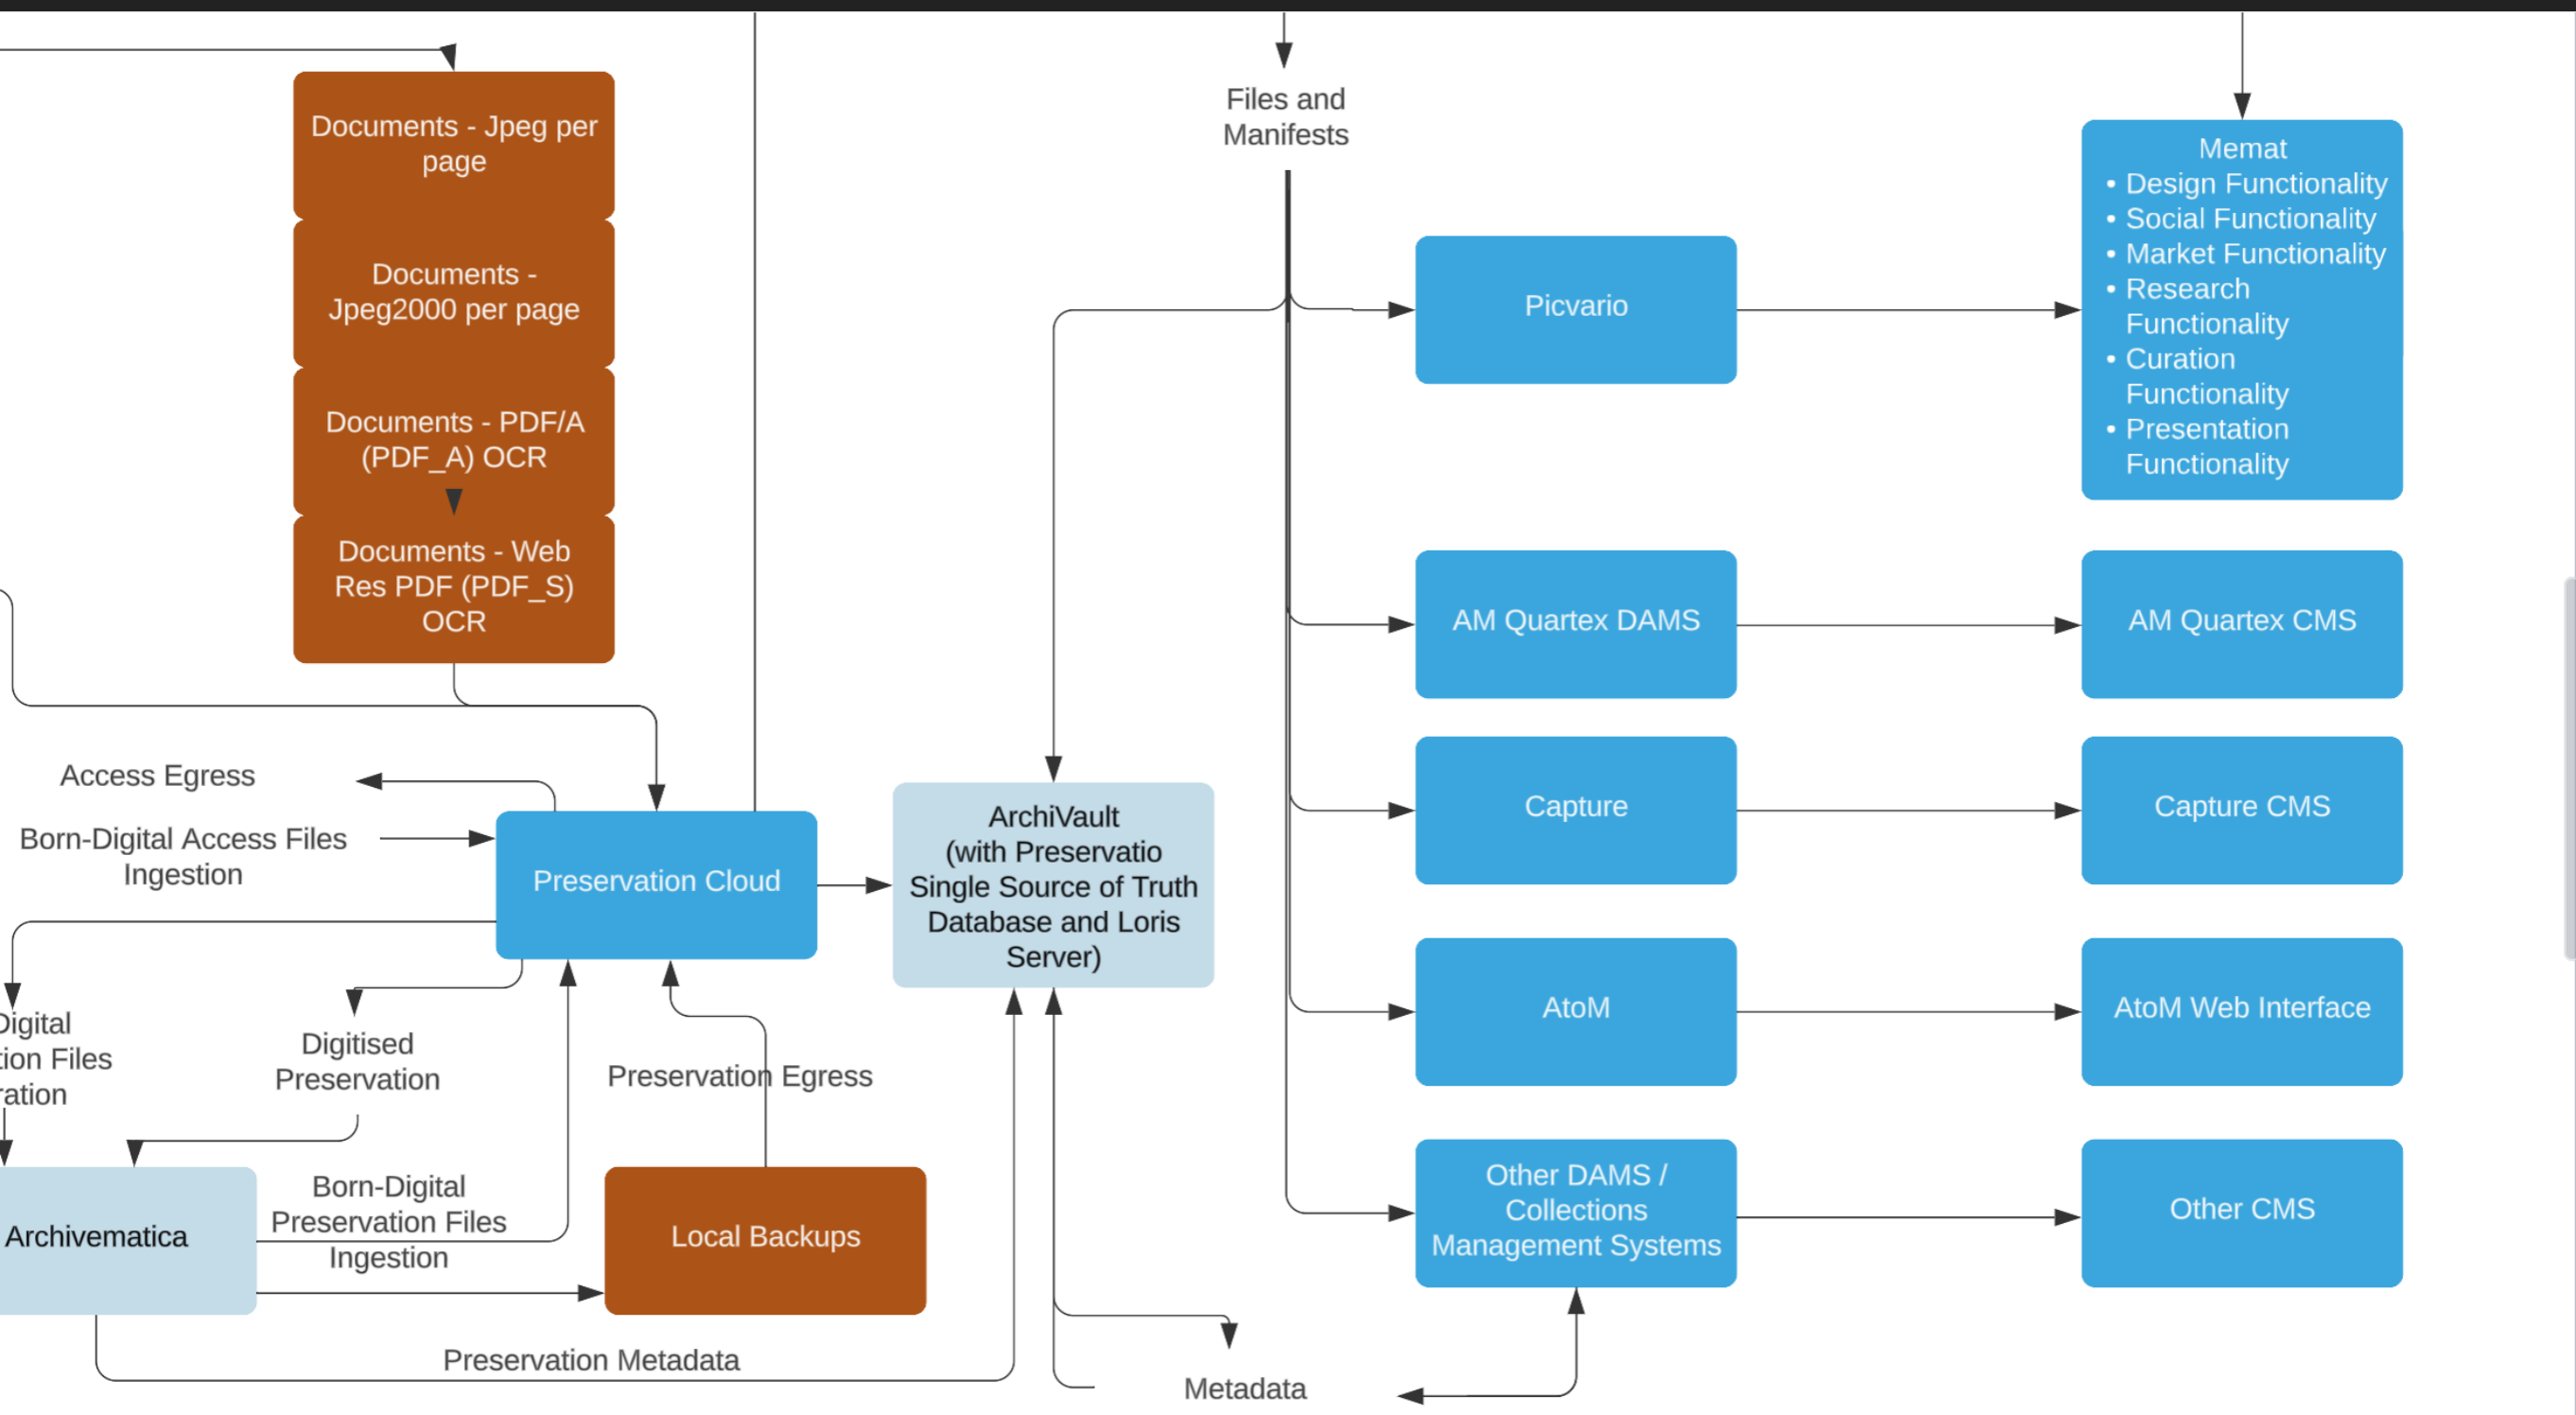 Documents - Jpeg per
page
Documents -
Jpeg2000 per page
Documents - PDF/A
(PDF_A) OCR
Documents - Web
Res PDF (PDF_S)
OCR
Files and
Manifests
Picvario
Memat
• Design Functionality
• Social Functionality
• Market Functionality
• Research
Functionality
• Curation
Functionality
• Presentation
Functionality
AM Quartex DAMS
AM Quartex CMS
Access Egress
Born-Digital Access Files
Ingestion
Preservation Cloud
ArchiVault
(with Preservatio
Single Source of Truth
Database and Loris
Server)
Capture
Capture CMS
AtoM
AtoM Web Interface
Digital
tion Files
ration
Digitised
Preservation
Preservation Egress
Archivematica
Born-Digital
Preservation Files
Ingestion
Local Backups
Other DAMS /
Collections
Management Systems
Other CMS
Preservation Metadata
Metadata